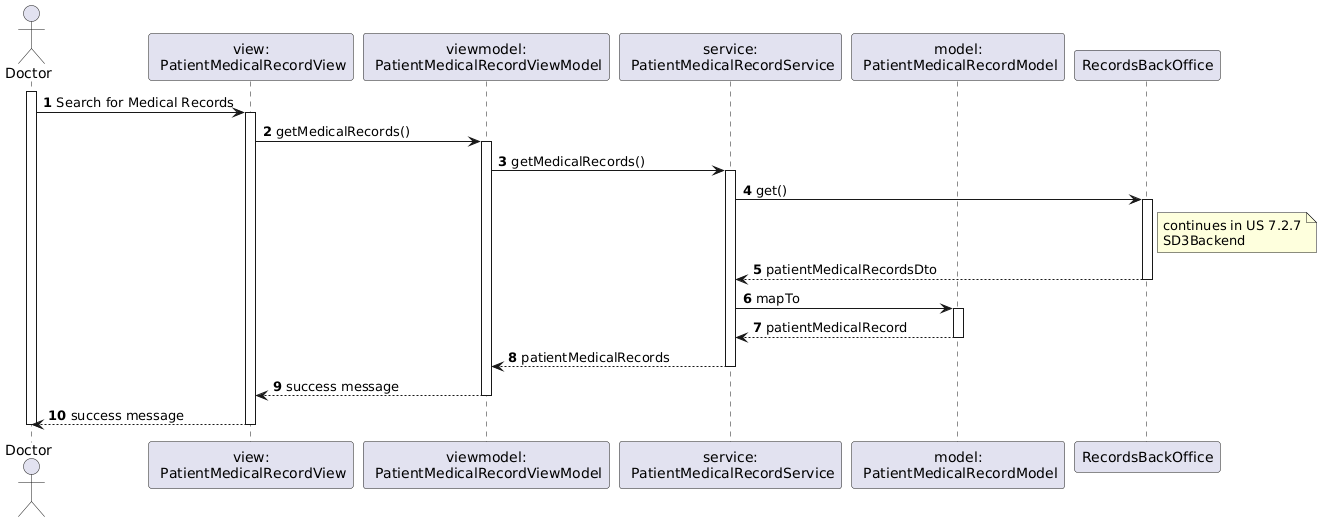 Doctor
view:
PatientMedicalRecordView
viewmodel:
PatientMedicalRecordViewModel
service:
PatientMedicalRecordService
model:
PatientMedicalRecordModel
RecordsBackOffice
1 Search for Medical Records
2 getMedicalRecords()
3 getMedicalRecords()
4 get()
continues in US 7.2.7
SD3Backend
5 patientMedicalRecordsDto
6 mapTo
7 patientMedicalRecord
8 patientMedicalRecords
9 success message
10 success message
Doctor
view:
PatientMedicalRecordView
viewmodel:
PatientMedicalRecordViewModel
service:
PatientMedicalRecordService
model:
PatientMedicalRecordModel
RecordsBackOffice